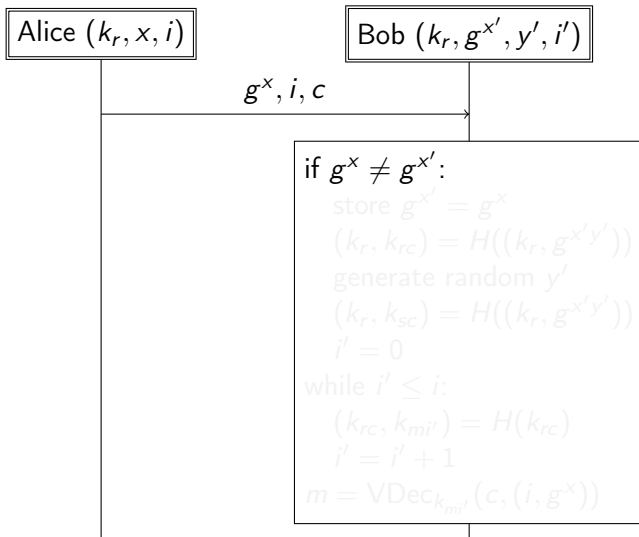 Alice (k_r, x, i)
Bob (k_r, g^{x'}, y', i')
g^x, i, c
if g^x ≠ g^{x'}:
store g^{x'} = g^x
(k_r, k_{rc}) = H((k_r, g^{x'y'}))
generate random y'
(k_r, k_{sc}) = H((k_r, g^{x'y'}))
i' = 0
while i' ≤ i:
(k_{rc}, k_{mi'}) = H(k_{rc})
i' = i' + 1
m = VDec_{k_{mi'}}(c, (i, g^x))